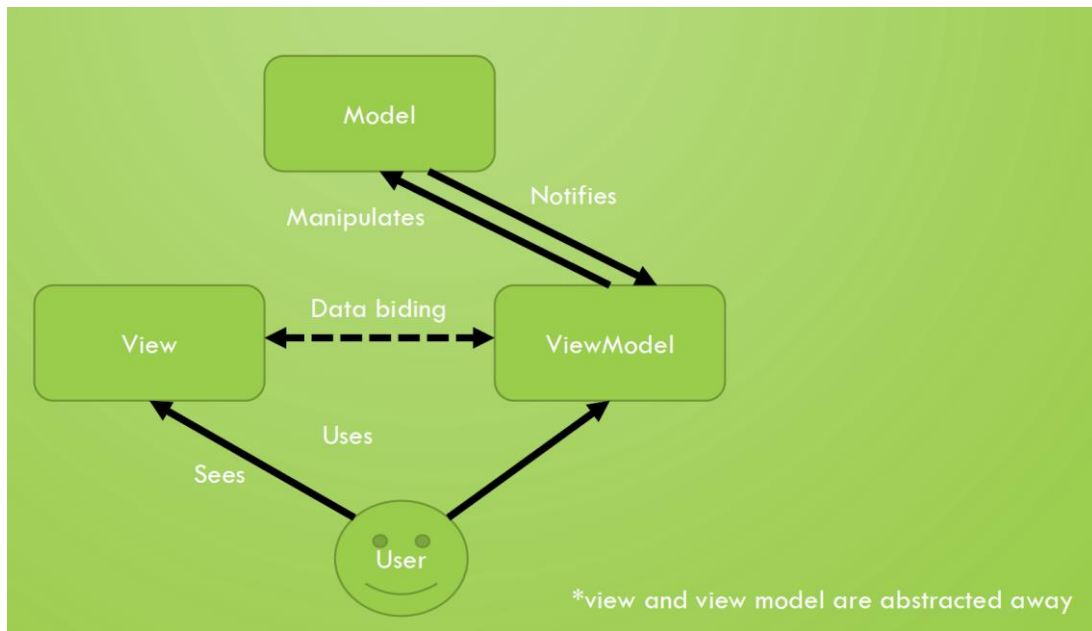 Model
Notifies
Manipulates
Data biding
View
ViewModel
Uses
Sees
User
*view and view model are abstracted away